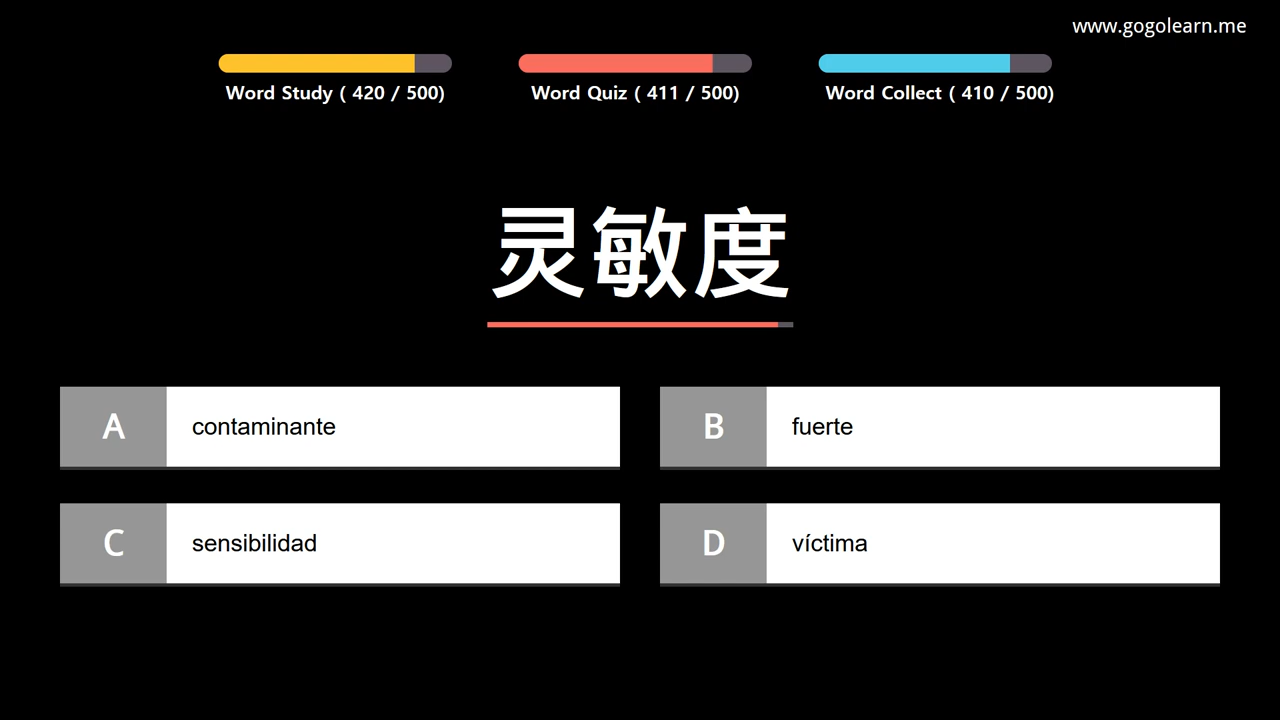 www.gogolearn.me
Word Study ( 420 / 500)
Word Quiz ( 411 / 500)
Word Collect ( 410 / 500)
灵敏度
A contaminante
B fuerte
C sensibilidad
D víctima